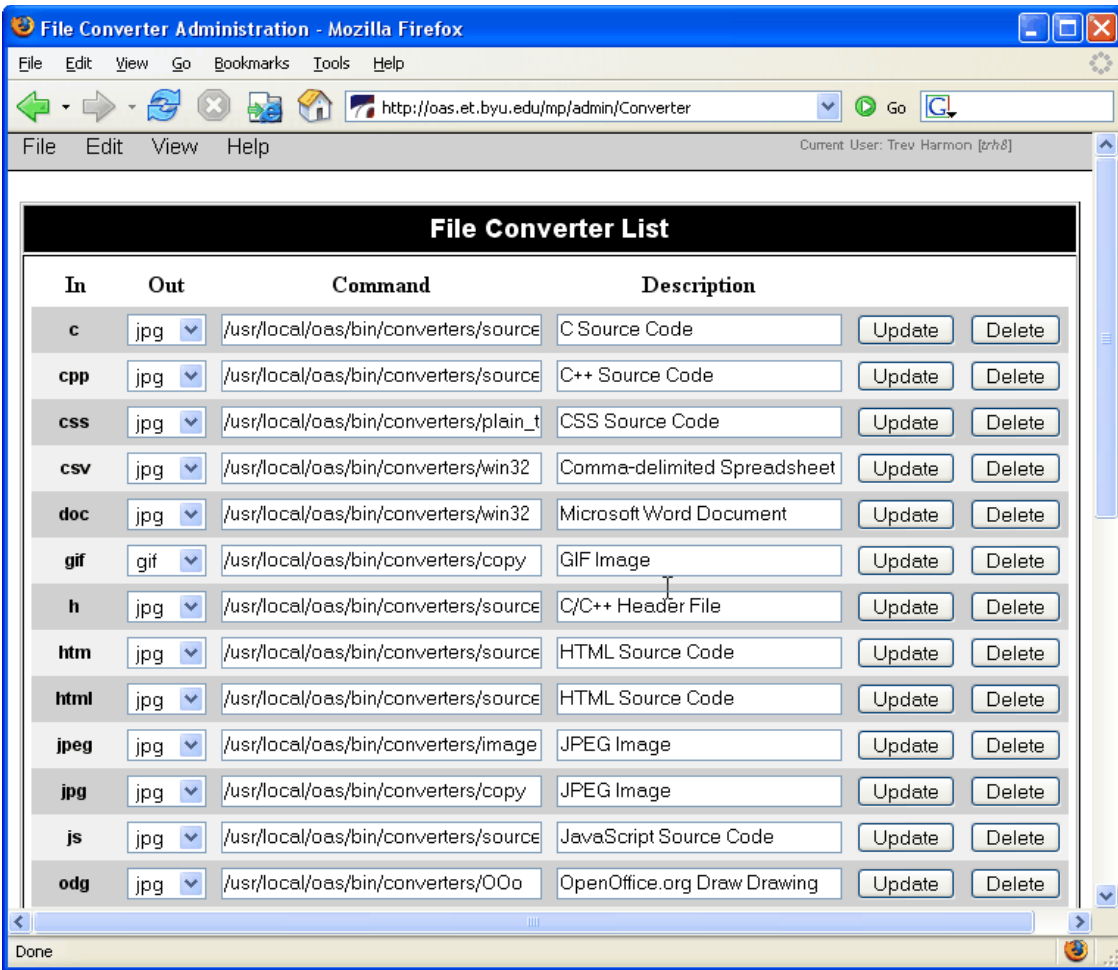 File Converter Administration - Mozilla Firefox
File Edit View Go Bookmarks Tools Help
http://oas.et.byu.edu/mp/admin/Converter Go G
File Edit View Help Current User: Trev Harmon [trh8]
File Converter List
In Out Command Description
c jpg /usr/local/oas/bin/converters/source C Source Code Update Delete
cpp jpg /usr/local/oas/bin/converters/source C++ Source Code Update Delete
css jpg /usr/local/oas/bin/converters/plain_t CSS Source Code Update Delete
csv jpg /usr/local/oas/bin/converters/win32 Comma-delimited Spreadsheet Update Delete
doc jpg /usr/local/oas/bin/converters/win32 Microsoft Word Document Update Delete
gif gif /usr/local/oas/bin/converters/copy GIF Image Update Delete
h jpg /usr/local/oas/bin/converters/source C/C++ Header File Update Delete
htm jpg /usr/local/oas/bin/converters/source HTML Source Code Update Delete
html jpg /usr/local/oas/bin/converters/source HTML Source Code Update Delete
jpeg jpg /usr/local/oas/bin/converters/image JPEG Image Update Delete
jpg jpg /usr/local/oas/bin/converters/copy JPEG Image Update Delete
js jpg /usr/local/oas/bin/converters/source JavaScript Source Code Update Delete
odg jpg /usr/local/oas/bin/converters/OOo OpenOffice.org Draw Drawing Update Delete
Done